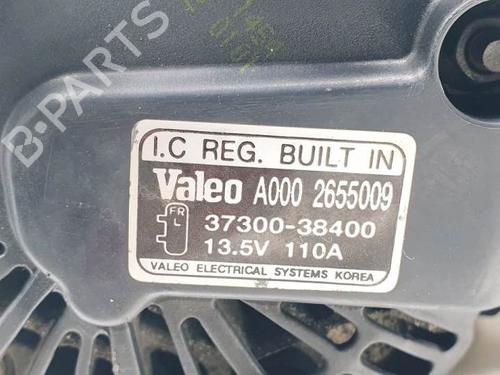 B-PARTS
I.C REG. BUILT IN
Valeo A000 2655009
FR
L
37300-38400
13.5V 110A
VALEO ELECTRICAL SYSTEMS KOREA